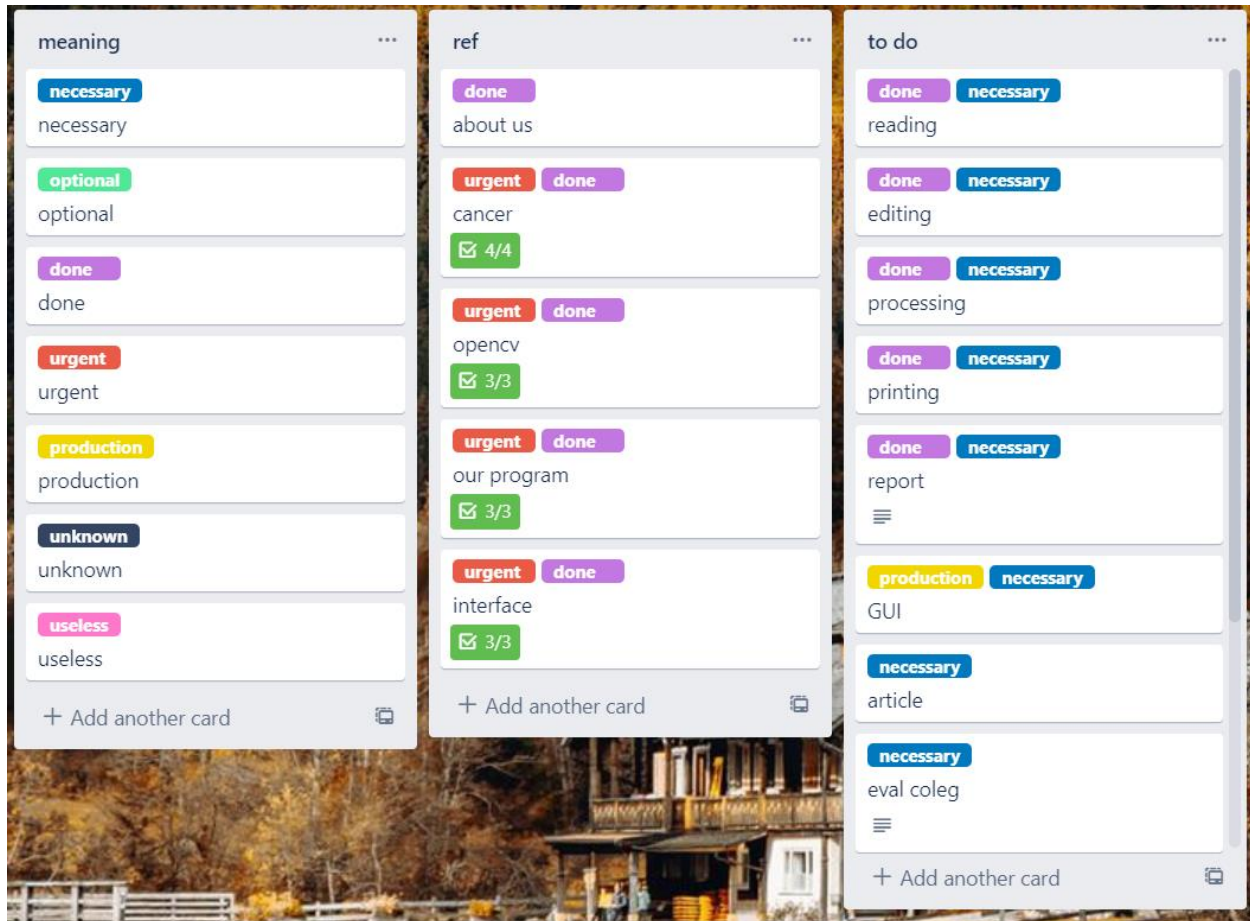 meaning
necessary
necessary
optional
optional
done
done
urgent
urgent
production
production
unknown
unknown
useless
useless
+ Add another card
ref
done
about us
urgent done
cancer
4/4
urgent done
opencv
3/3
urgent done
our program
3/3
urgent done
interface
3/3
+ Add another card
to do
done necessary
reading
done necessary
editing
done necessary
processing
done necessary
printing
done necessary
report
production necessary
GUI
necessary
article
necessary
eval coleg
+ Add another card